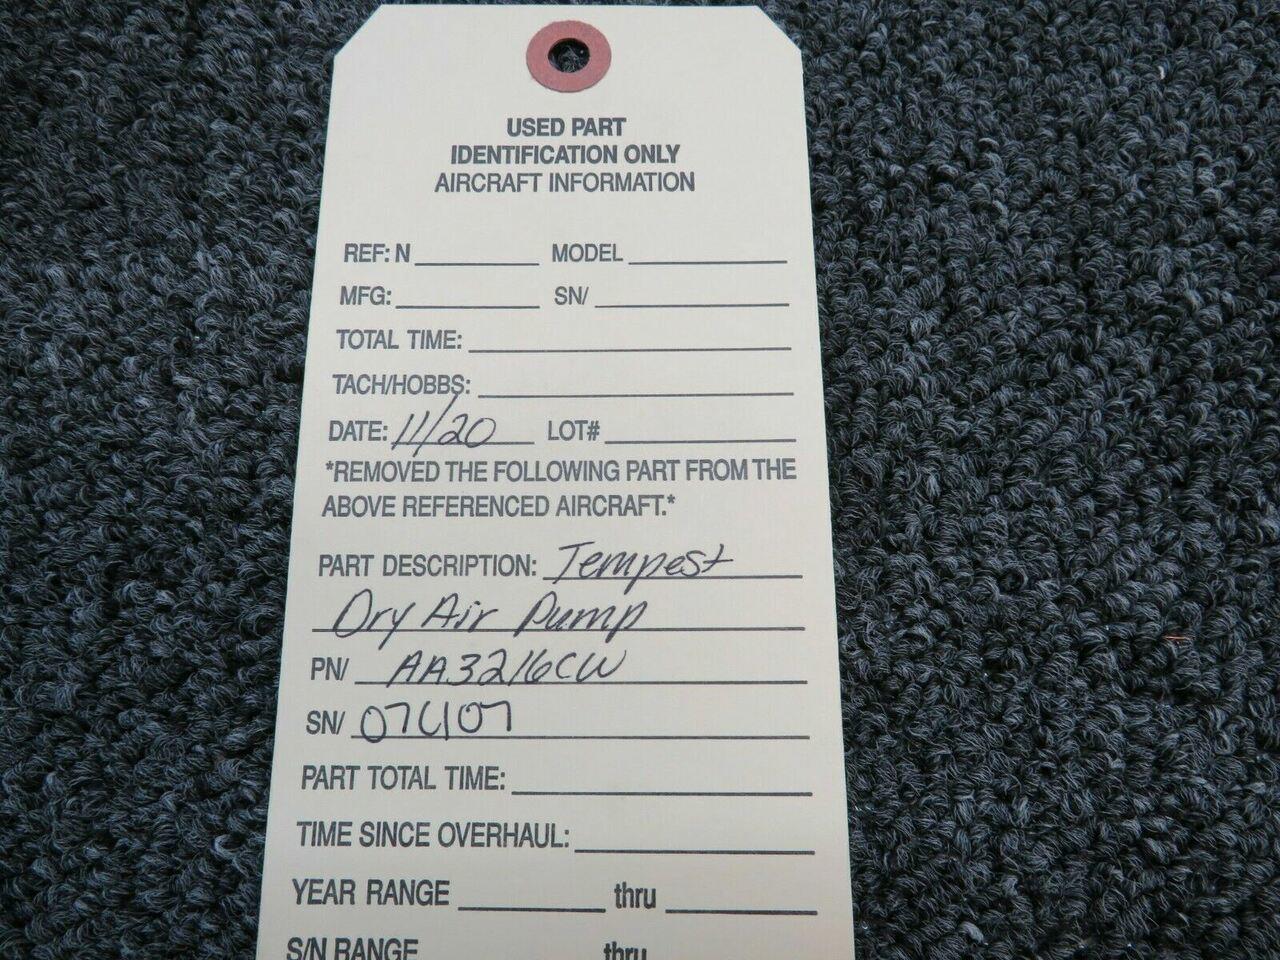 USED PART
IDENTIFICATION ONLY
AIRCRAFT INFORMATION
REF: N MODEL
MFG: SN/
TOTAL TIME:
TACH/HOBBS:
DATE: 11/20 LOT#
*REMOVED THE FOLLOWING PART FROM THE
ABOVE REFERENCED AIRCRAFT.*
PART DESCRIPTION: Tempest
Dry Air Pump
PN/ AA3216CW
SN/ 074107
PART TOTAL TIME:
TIME SINCE OVERHAUL:
YEAR RANGE thru
S/N RANGE thru